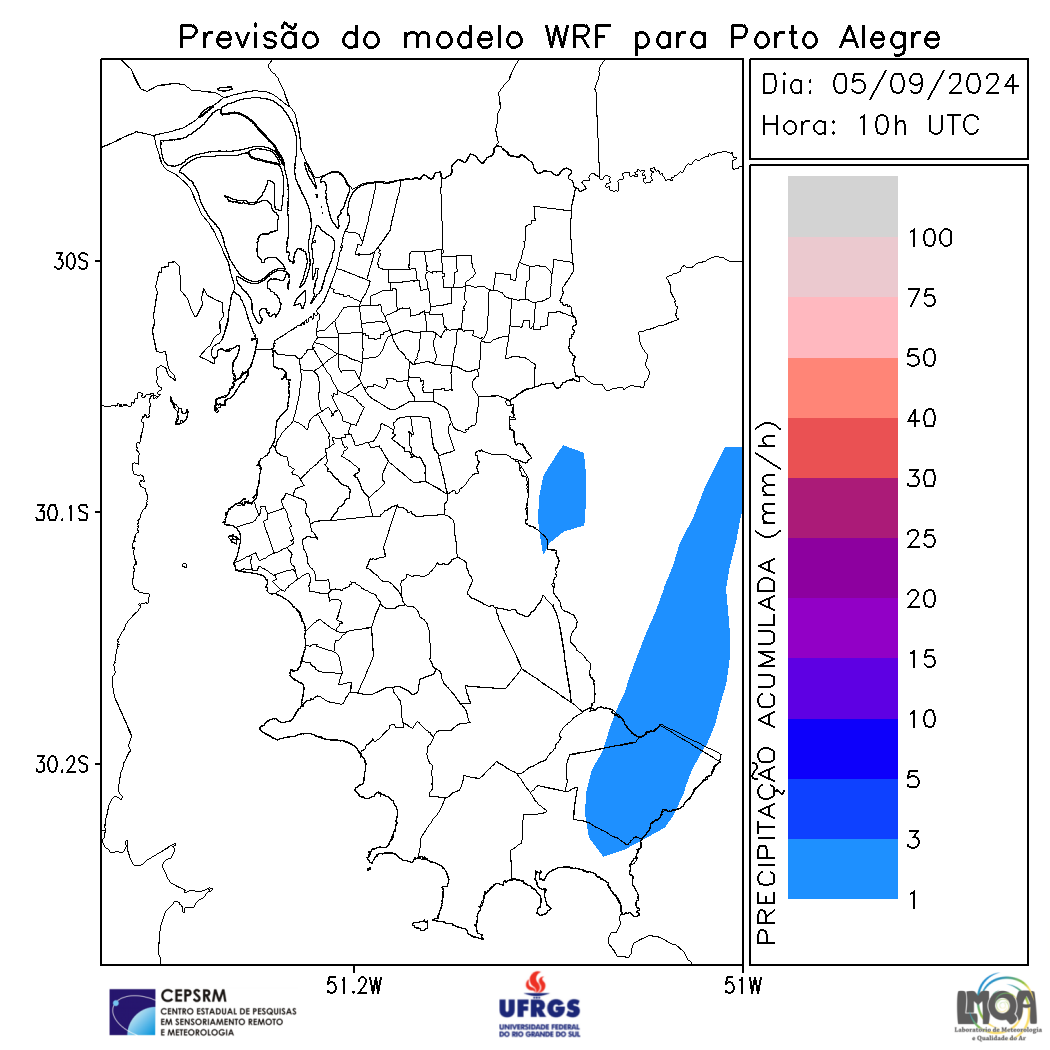 Previsão do modelo WRF para Porto Alegre
Dia: 05/09/2024
Hora: 10h UTC
100
75
50
40
30
25
20
15
10
5
3
1
PRECIPITAÇÃO ACUMULADA (mm/h)
30S
30.1S
30.2S
51.2W
51W
CEPSRM
CENTRO ESTADUAL DE PESQUISAS
EM SENSORIAMENTO REMOTO
E METEOROLOGIA
UFRGS
UNIVERSIDADE FEDERAL
DO RIO GRANDE DO SUL
LMQA
Laboratório de Meteorologia
e Qualidade do Ar